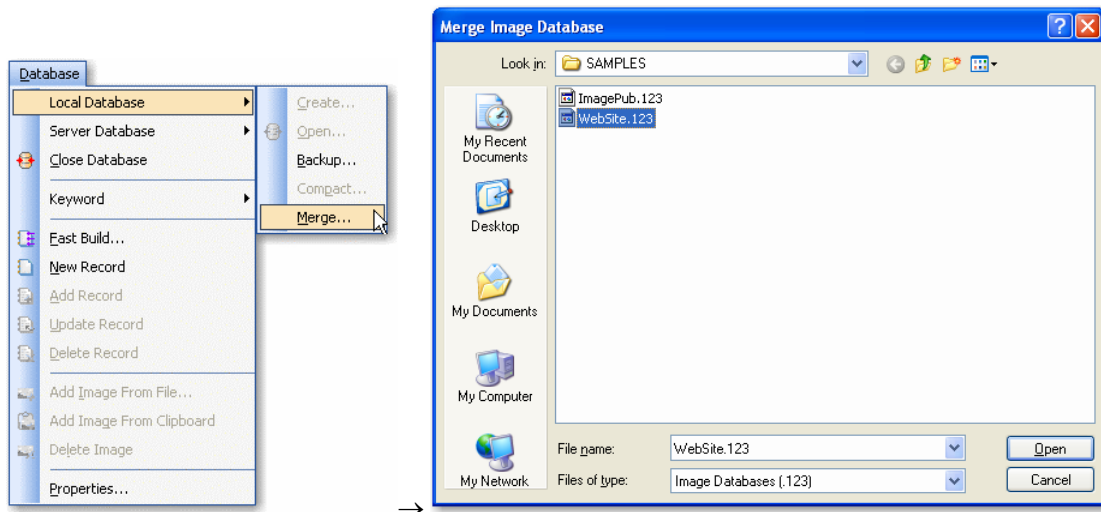 Database
Local Database
Server Database
Close Database
Keyword
Fast Build...
New Record
Add Record
Update Record
Delete Record
Add Image From File...
Add Image From Clipboard
Delete Image
Properties...
Create...
Open...
Backup...
Compact...
Merge...
→
Merge Image Database
Look in:
SAMPLES
My Recent
Documents
Desktop
My Documents
My Computer
My Network
ImagePub.123
WebSite.123
File name:
WebSite.123
Open
Files of type:
Image Databases (.123)
Cancel